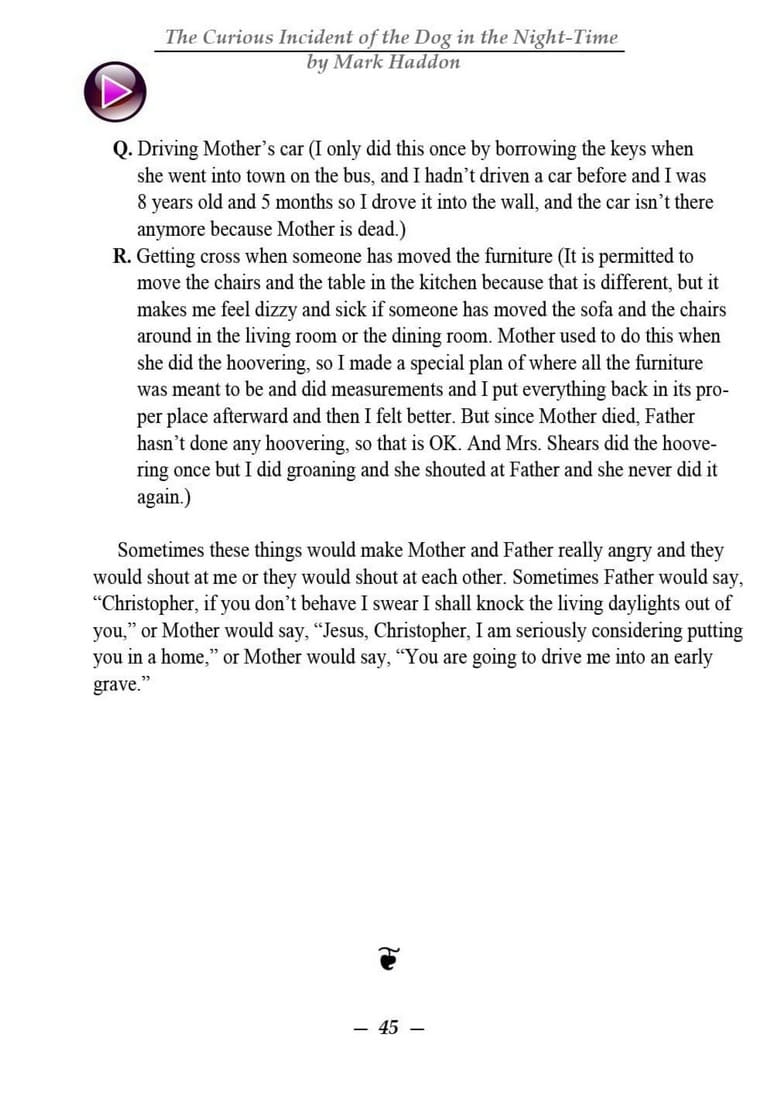 The Curious Incident of the Dog in the Night-Time
by Mark Haddon
Q. Driving Mother’s car (I only did this once by borrowing the keys when
she went into town on the bus, and I hadn’t driven a car before and I was
8 years old and 5 months so I drove it into the wall, and the car isn’t there
anymore because Mother is dead.)
R. Getting cross when someone has moved the furniture (It is permitted to
move the chairs and the table in the kitchen because that is different, but it
makes me feel dizzy and sick if someone has moved the sofa and the chairs
around in the living room or the dining room. Mother used to do this when
she did the hoovering, so I made a special plan of where all the furniture
was meant to be and did measurements and I put everything back in its pro-
per place afterward and then I felt better. But since Mother died, Father
hasn’t done any hoovering, so that is OK. And Mrs. Shears did the hoove-
ring once but I did groaning and she shouted at Father and she never did it
again.)
Sometimes these things would make Mother and Father really angry and they
would shout at me or they would shout at each other. Sometimes Father would say,
“Christopher, if you don’t behave I swear I shall knock the living daylights out of
you,” or Mother would say, “Jesus, Christopher, I am seriously considering putting
you in a home,” or Mother would say, “You are going to drive me into an early
grave.”
– 45 –